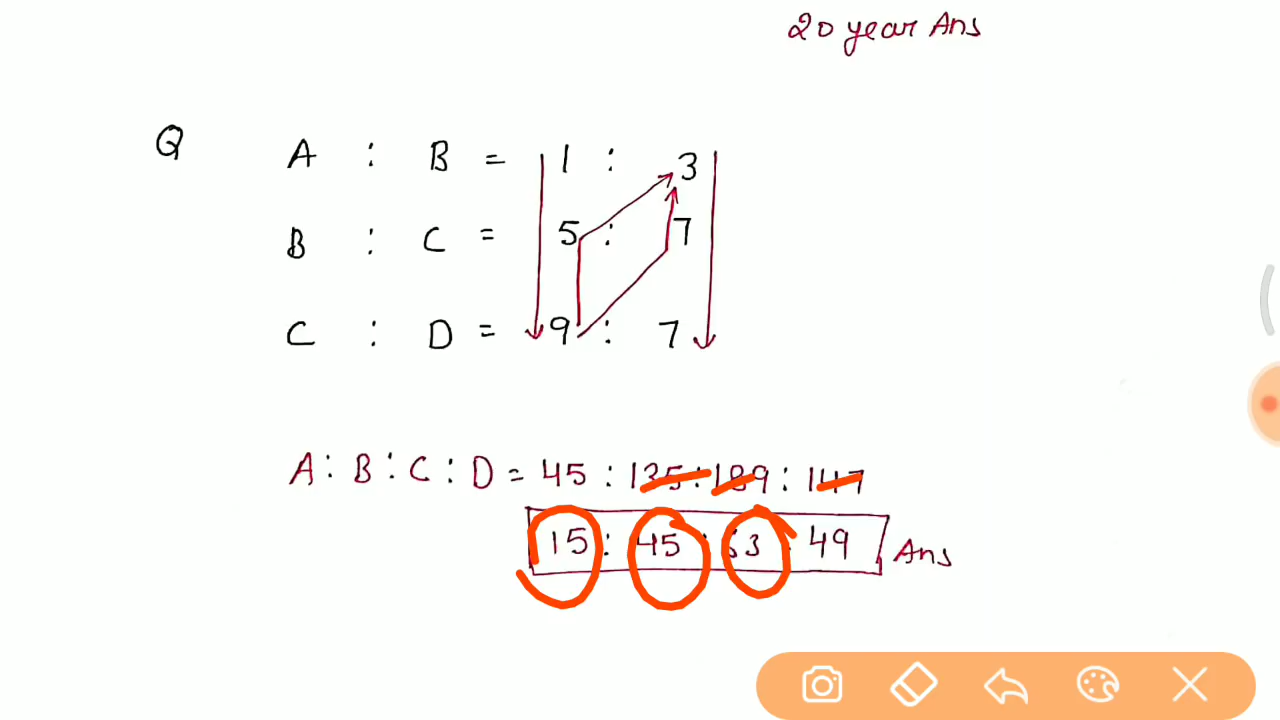 20 year Ans
Q A : B = 1 : 3
B : C = 5 : 7
C : D = 9 : 7
A : B : C : D = 45 : 135 : 189 : 147
15 : 45 : 63 : 49 Ans